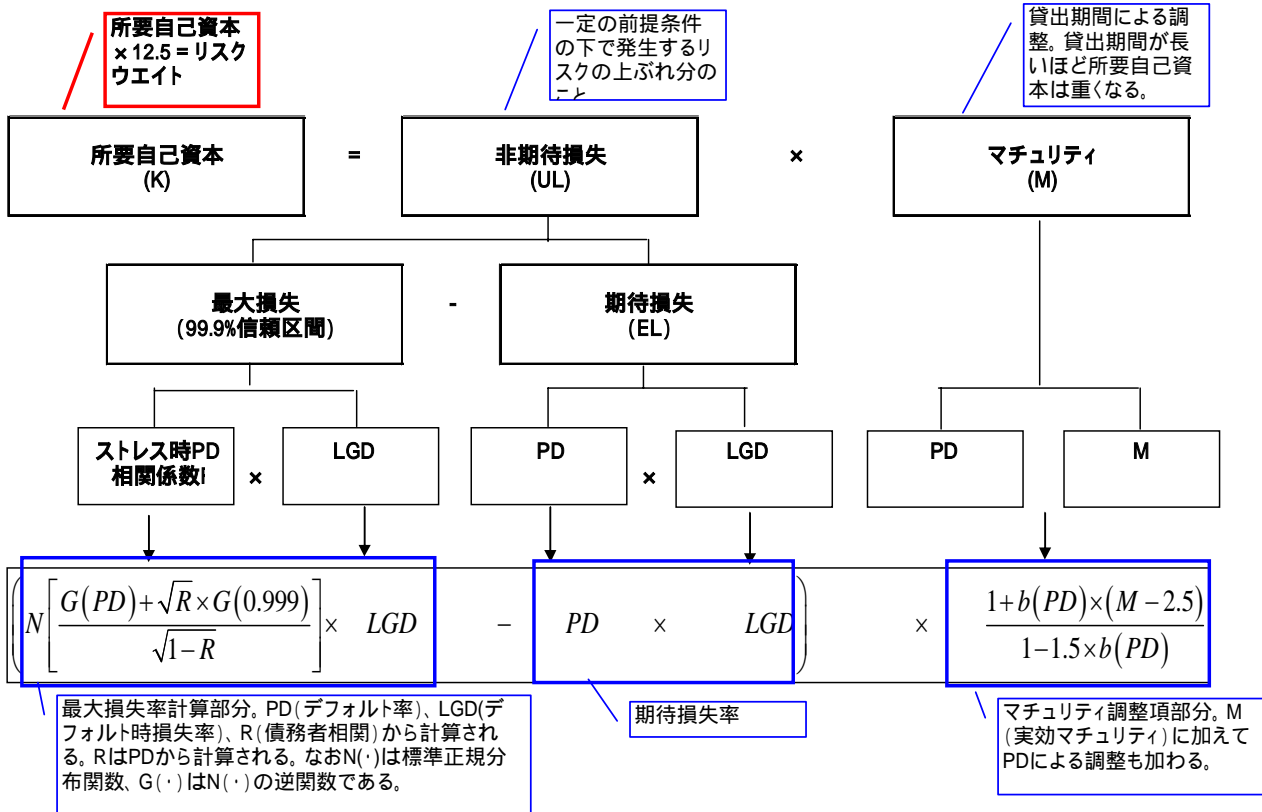 所要自己資本
×12.5=リスク
ウエイト
一定の前提条件
の下で発生するリ
スクの上ぶれ分の
こと
貸出期間による調
整。貸出期間が長
いほど所要自己資
本は重くなる。
所要自己資本
(K)
=
非期待損失
(UL)
×
マチュリティ
(M)
最大損失
(99.9%信頼区間)
-
期待損失
(EL)
ストレス時PD
相関係数
×
LGD
PD
×
LGD
PD
M
(N[(G(PD)+√R×G(0.999))/√(1−R)]× LGD − PD × LGD) × (1+b(PD)×(M−2.5))/(1−1.5×b(PD))
最大損失率計算部分。PD(デフォルト率)、LGD(デ
フォルト時損失率)、R(債務者相関)から計算され
る。RはPDから計算される。なおN(・)は標準正規分
布関数、G(・)はN(・)の逆関数である。
期待損失率
マチュリティ調整項部分。M
(実効マチュリティ)に加えて
PDによる調整も加わる。